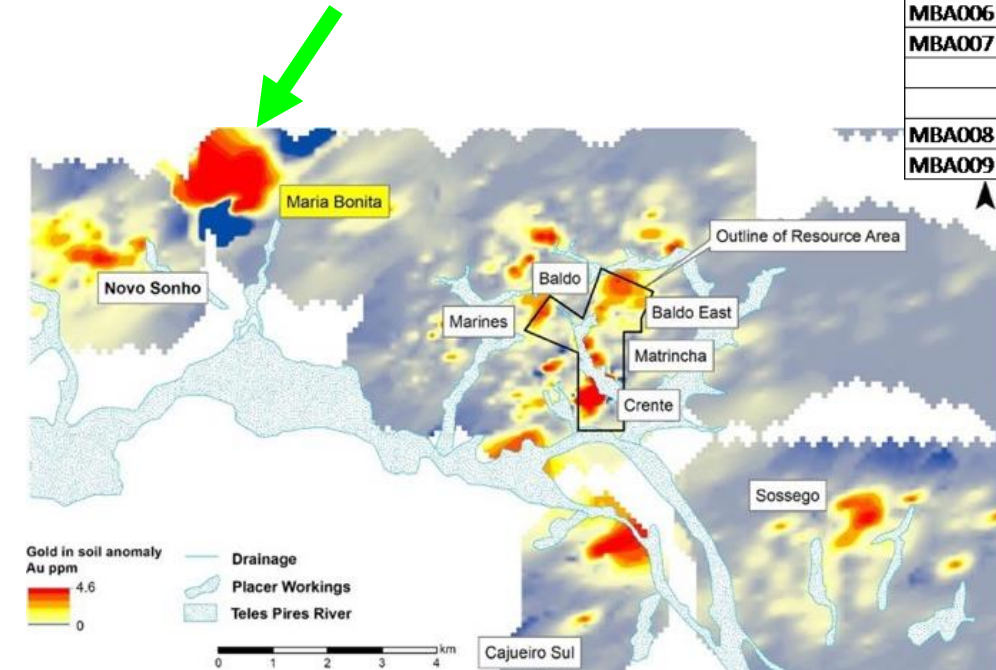 MBA006
MBA007
MBA008
MBA009
Maria Bonita
Outline of Resource Area
Baldo
Novo Sonho
Marines
Baldo East
Matrincha
Crente
Sossego
Gold in soil anomaly
Au ppm
4.6
0
Drainage
Placer Workings
Teles Pires River
km
0 1 2 3 4
Cajueiro Sul